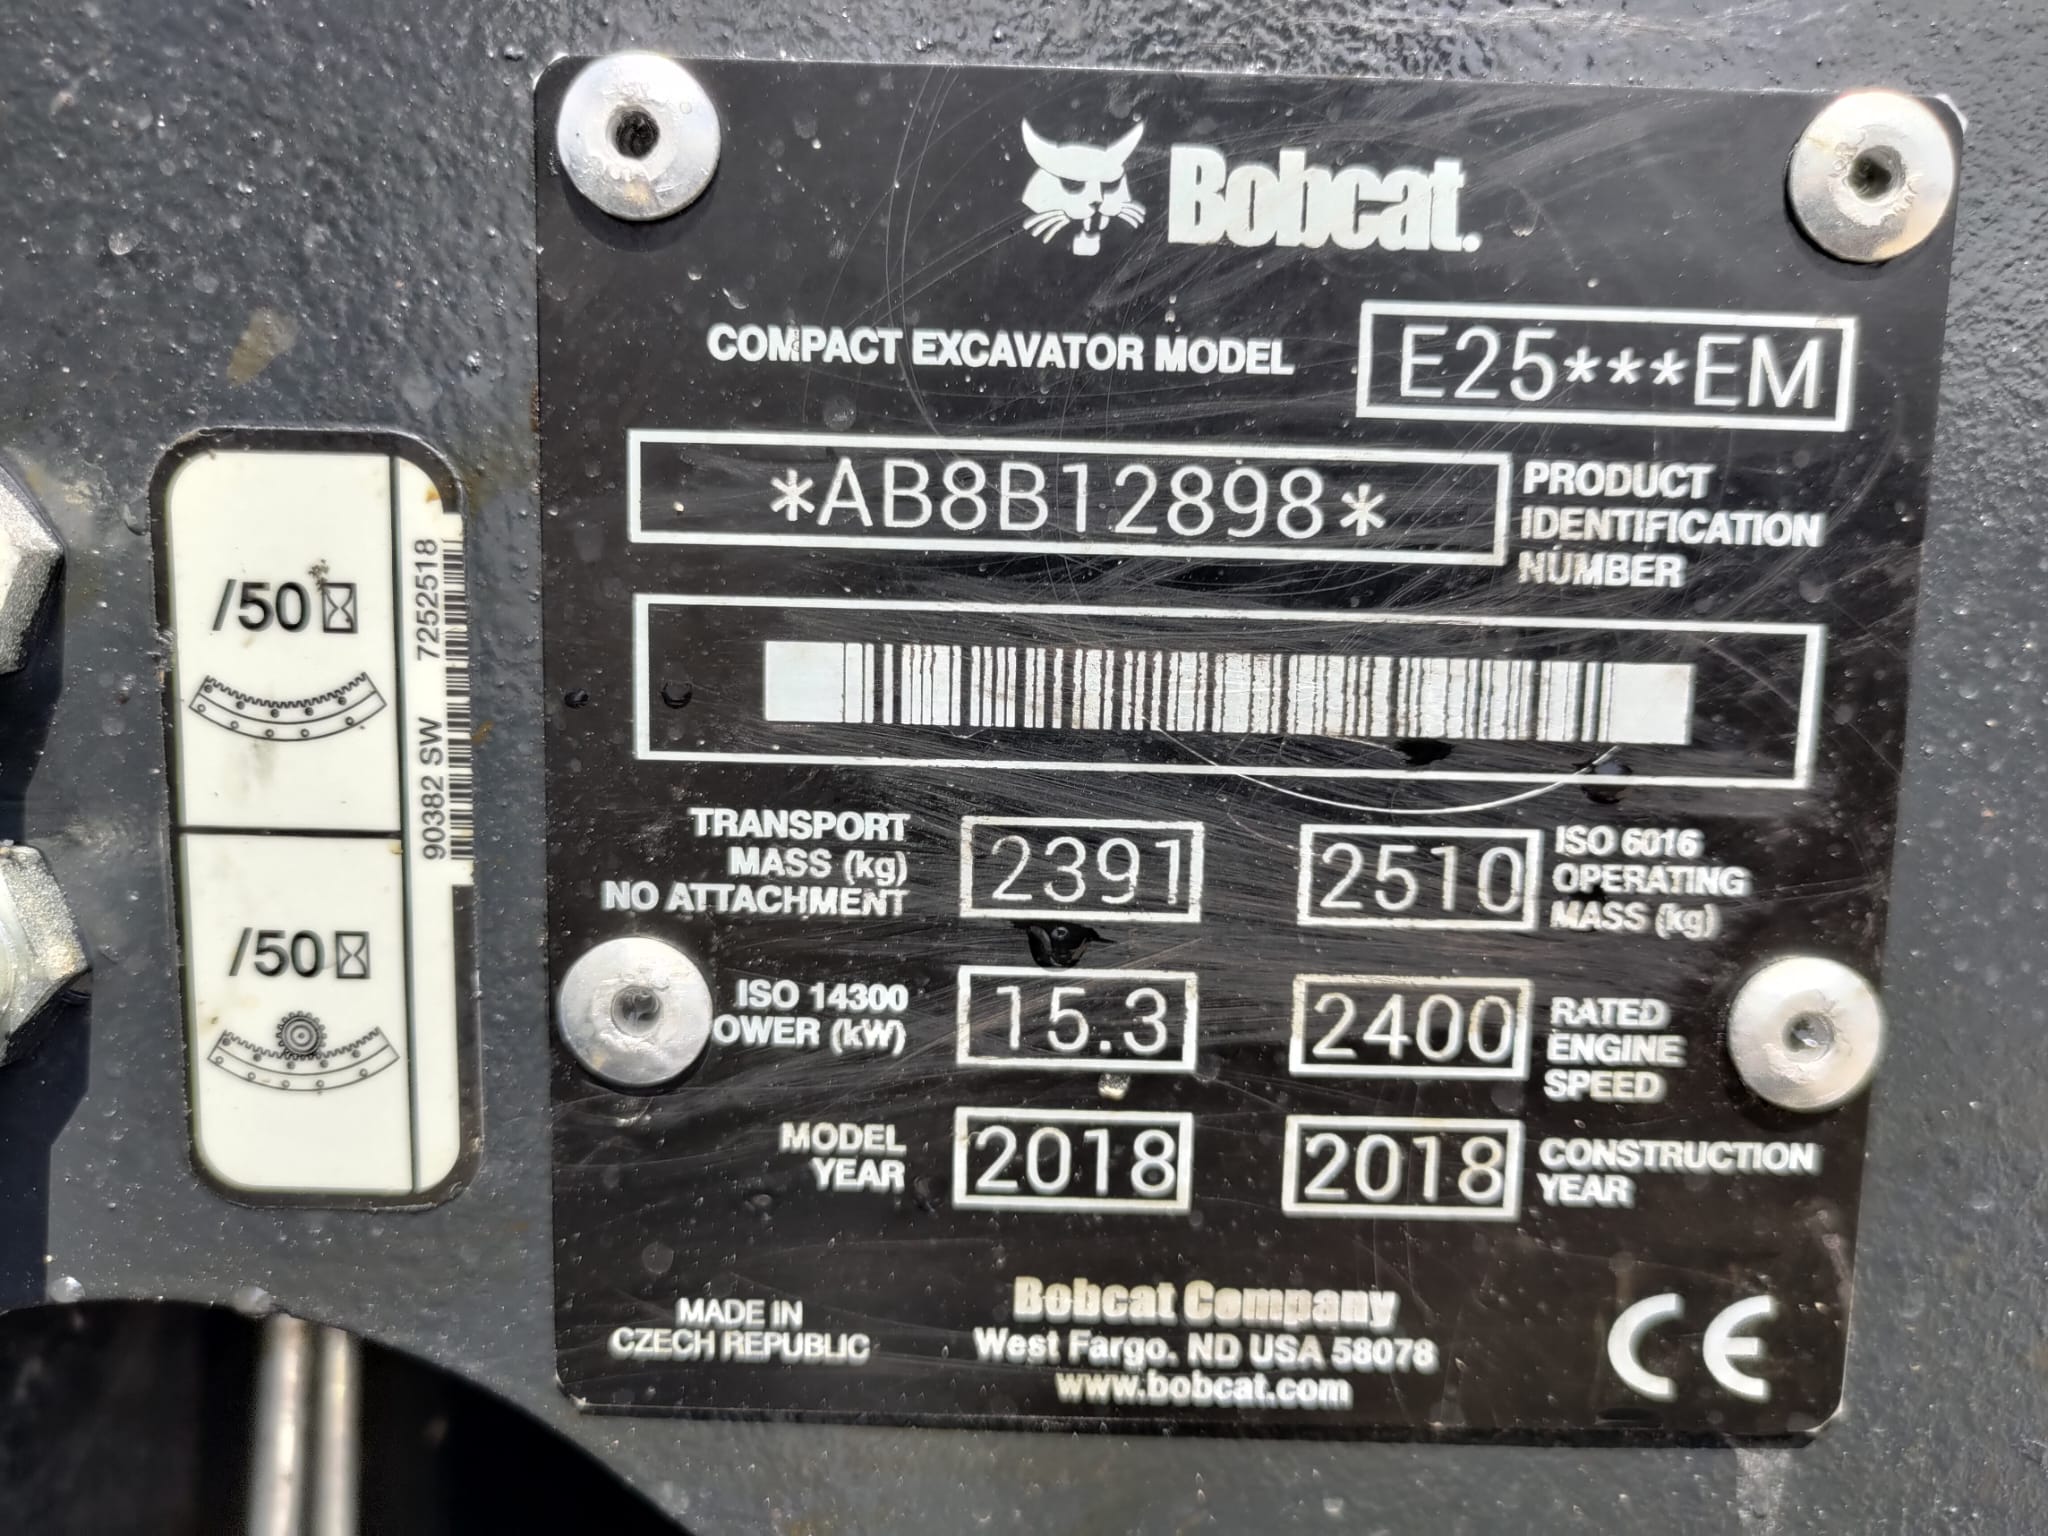 Bobcat.
COMPACT EXCAVATOR MODEL E25***EM
*AB8B12898* PRODUCT IDENTIFICATION NUMBER
TRANSPORT MASS (kg) NO ATTACHMENT 2391
2510 ISO 6016 OPERATING MASS (kg)
ISO 14300 OWER (kW) 15.3
2400 RATED ENGINE SPEED
MODEL YEAR 2018
2018 CONSTRUCTION YEAR
MADE IN
CZECH REPUBLIC
Bobcat Company
West Fargo. ND USA 58078
www.bobcat.com
CE
/50
/50
90382 SW 7252518